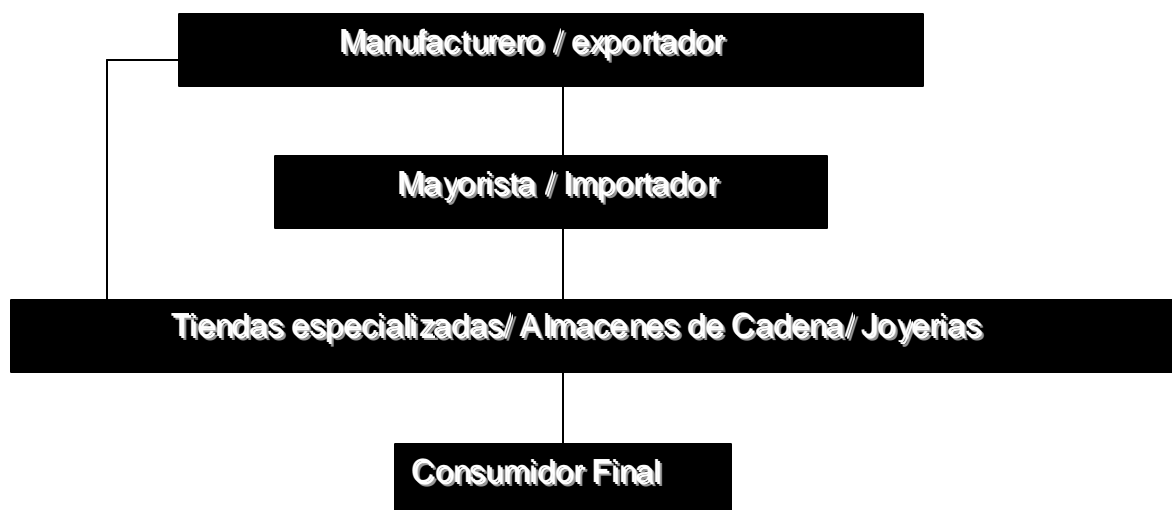 Manufacturero / exportador
Mayorista / Importador
Tiendas especializadas/ Almacenes de Cadena/ Joyerias
Consumidor Final